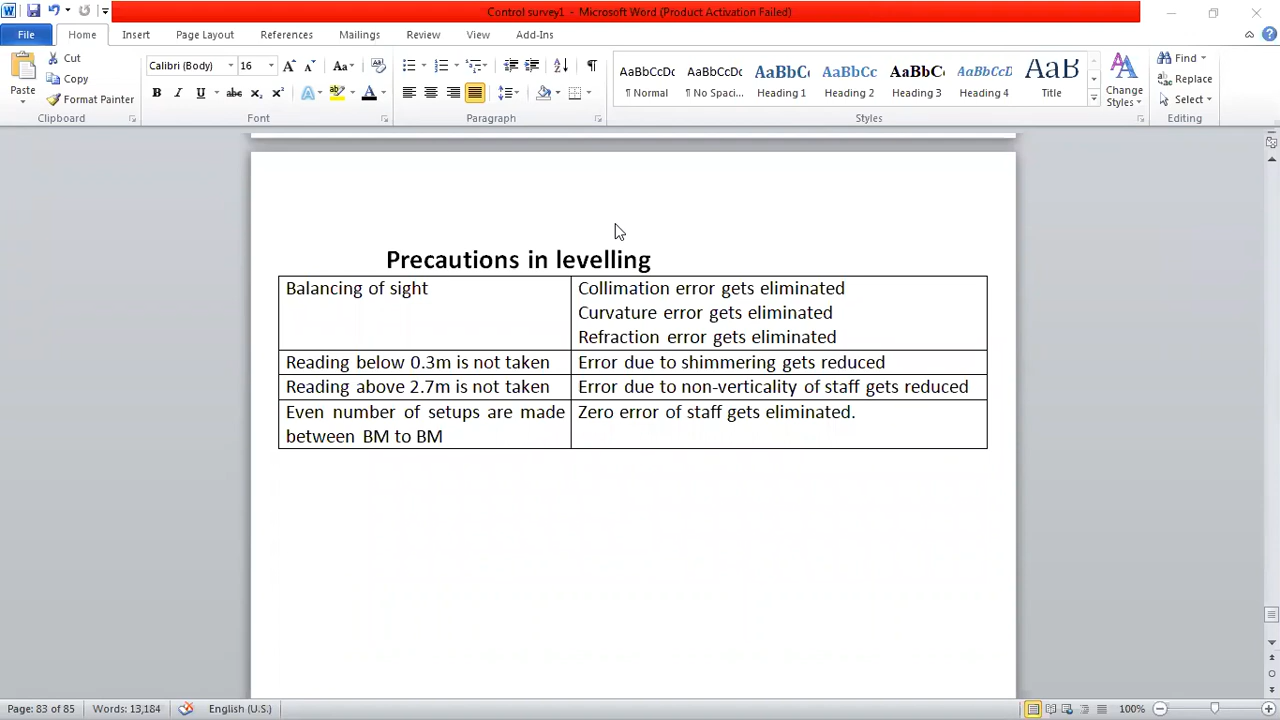 Control survey1 - Microsoft Word (Product Activation Failed)
File Home Insert Page Layout References Mailings Review View Add-Ins
Paste
Cut
Copy
Format Painter
Clipboard
Calibri (Body) 16
B I U abc x₂ x² A A
Font
Paragraph
AaBbCcDc ¶ Normal
AaBbCcDc ¶ No Spaci...
AaBbC Heading 1
AaBbCc Heading 2
AaBbCc Heading 3
AaBbCcDc Heading 4
AaB Title
Change Styles
Styles
Find
Replace
Select
Editing
Precautions in levelling
Balancing of sight
Collimation error gets eliminated
Curvature error gets eliminated
Refraction error gets eliminated
Reading below 0.3m is not taken
Error due to shimmering gets reduced
Reading above 2.7m is not taken
Error due to non-verticality of staff gets reduced
Even number of setups are made
between BM to BM
Zero error of staff gets eliminated.
Page: 83 of 85 Words: 13,184 English (U.S.) 100%